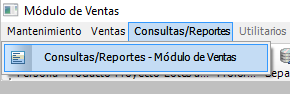 Módulo de Ventas
Mantenimiento Ventas Consultas/Reportes Utilitarios
Consultas/Reportes - Módulo de Ventas